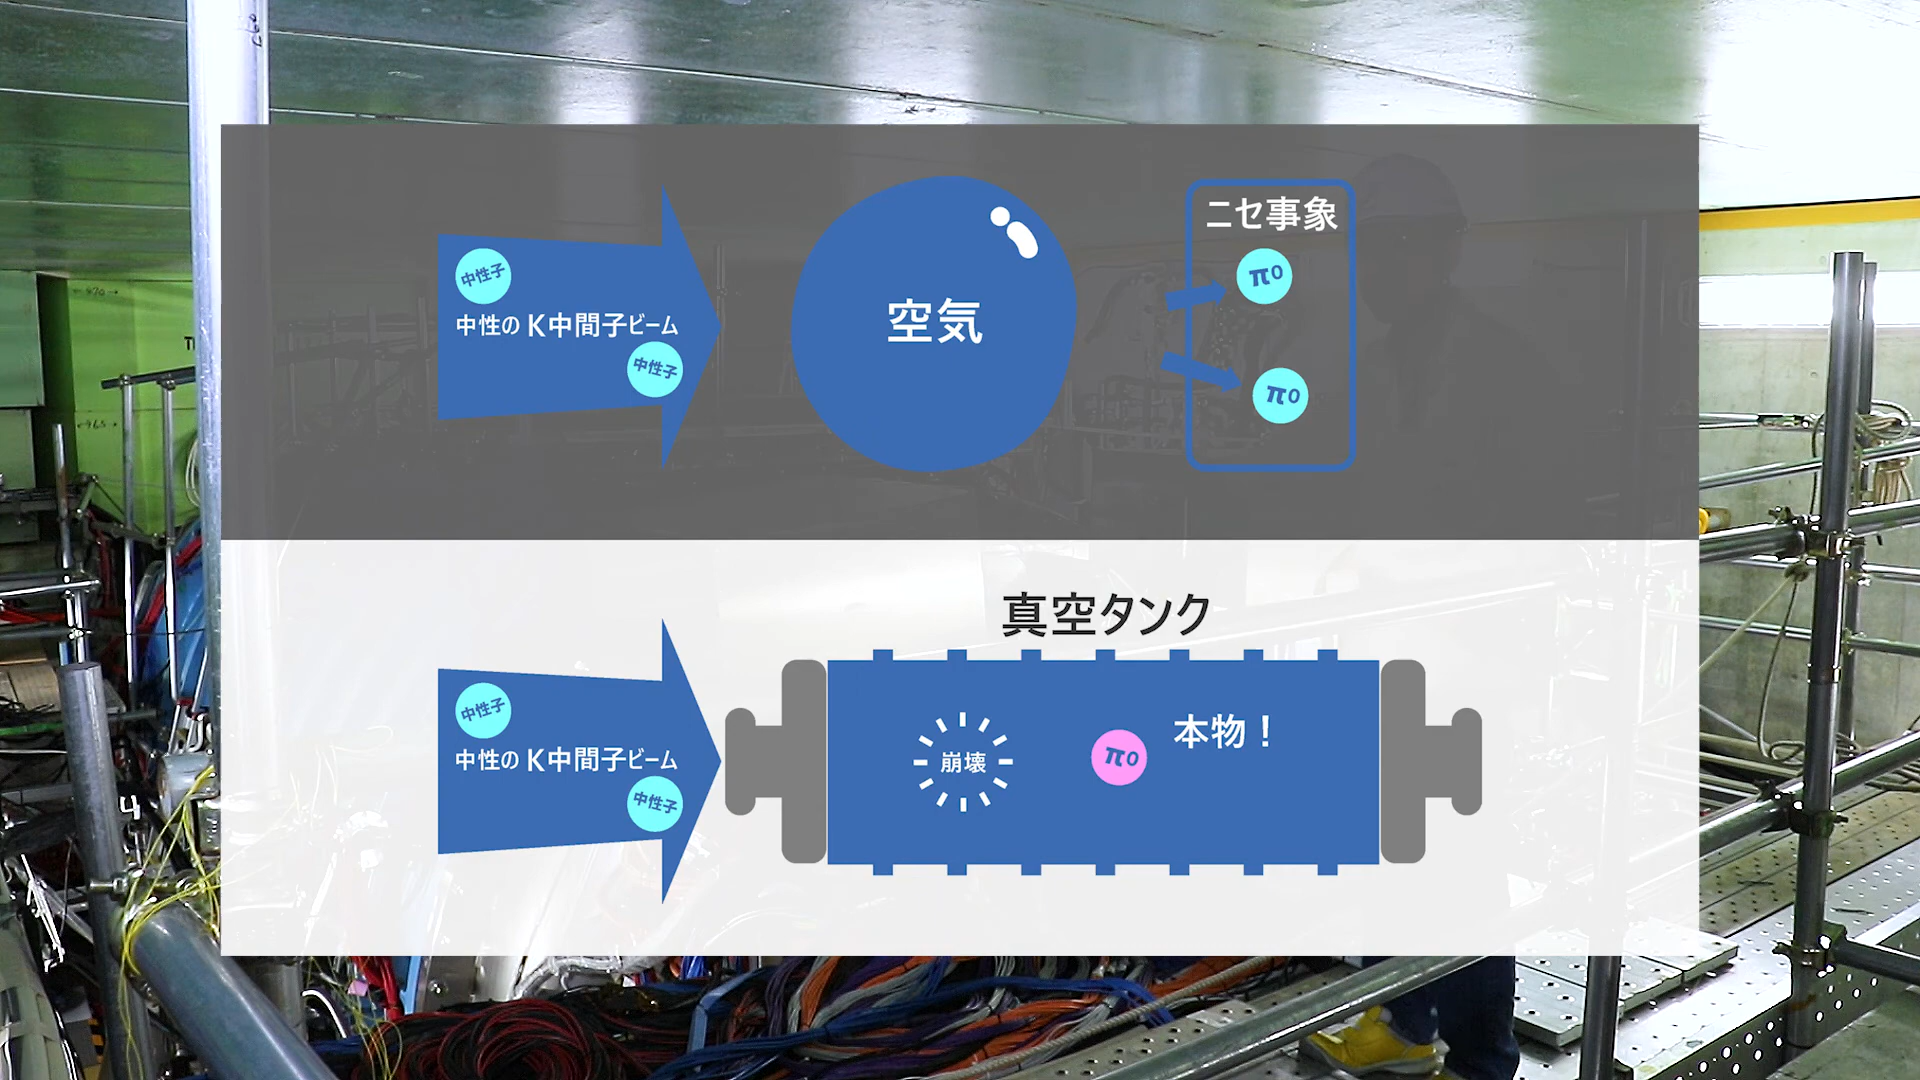 ニセ事象
中性子
π0
中性のK中間子ビーム
空気
中性子
π0
真空タンク
中性子
本物！
中性のK中間子ビーム
崩壊
π0
中性子
4